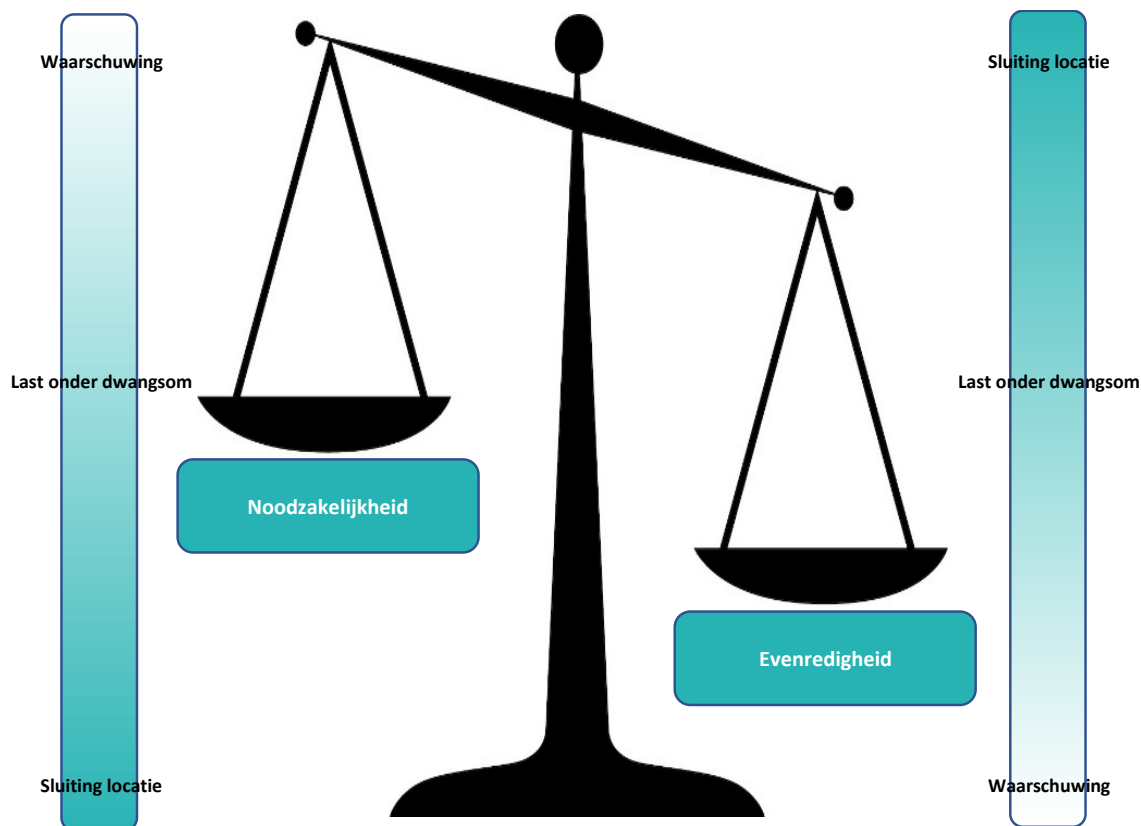 Waarschuwing
Sluiting locatie
Last onder dwangsom
Last onder dwangsom
Noodzakelijkheid
Evenredigheid
Sluiting locatie
Waarschuwing